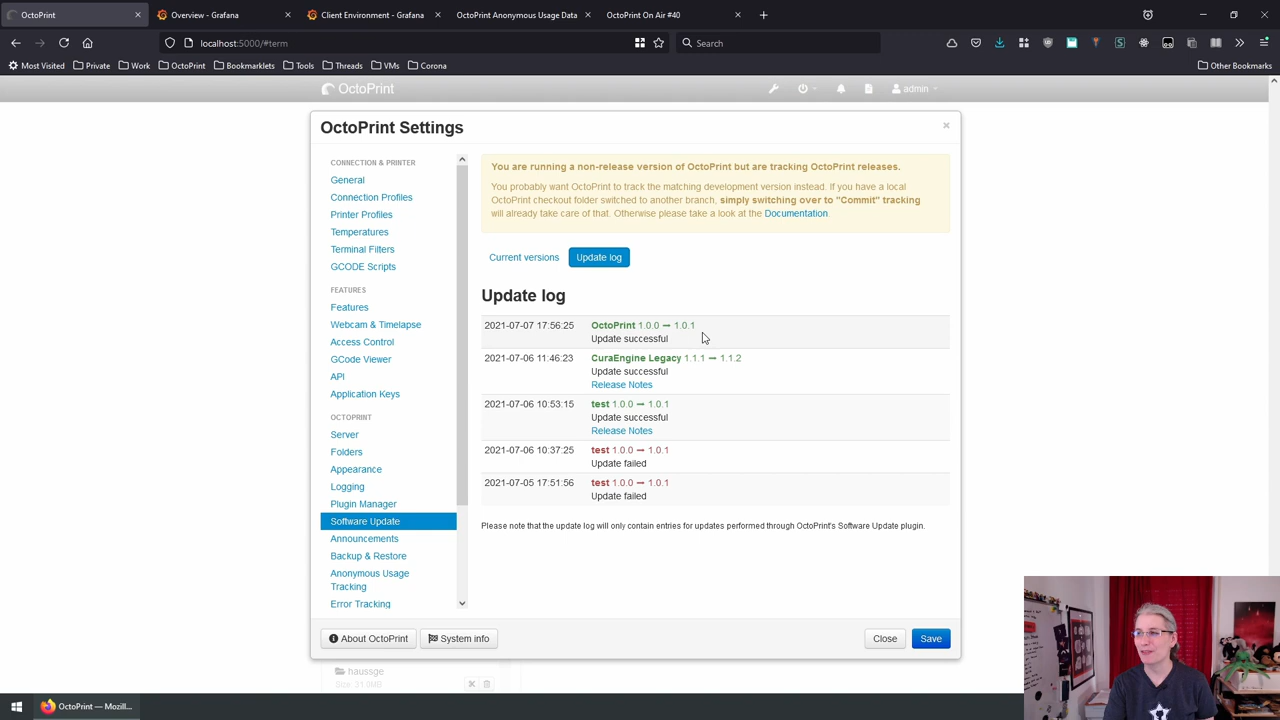 OctoPrint
Overview - Grafana
Client Environment - Grafana
OctoPrint Anonymous Usage Data
OctoPrint On Air #40
localhost:5000/#term
Search
Most Visited
Private
Work
OctoPrint
Bookmarklets
Tools
Threads
VMs
Corona
Other Bookmarks
OctoPrint
admin
OctoPrint Settings
CONNECTION & PRINTER
General
Connection Profiles
Printer Profiles
Temperatures
Terminal Filters
GCODE Scripts
FEATURES
Features
Webcam & Timelapse
Access Control
GCode Viewer
API
Application Keys
OCTOPRINT
Server
Folders
Appearance
Logging
Plugin Manager
Software Update
Announcements
Backup & Restore
Anonymous Usage
Tracking
Error Tracking
You are running a non-release version of OctoPrint but are tracking OctoPrint releases.
You probably want OctoPrint to track the matching development version instead. If you have a local
OctoPrint checkout folder switched to another branch, simply switching over to "Commit" tracking
will already take care of that. Otherwise please take a look at the Documentation.
Current versions
Update log
Update log
2021-07-07 17:56:25 OctoPrint 1.0.0 → 1.0.1
Update successful
2021-07-06 11:46:23 CuraEngine Legacy 1.1.1 → 1.1.2
Update successful
Release Notes
2021-07-06 10:53:15 test 1.0.0 → 1.0.1
Update successful
Release Notes
2021-07-06 10:37:25 test 1.0.0 → 1.0.1
Update failed
2021-07-05 17:51:56 test 1.0.0 → 1.0.1
Update failed
Please note that the update log will only contain entries for updates performed through OctoPrint's Software Update plugin.
About OctoPrint
System info
Close
Save
haussge
Size: 31.0MB
OctoPrint — Mozil...